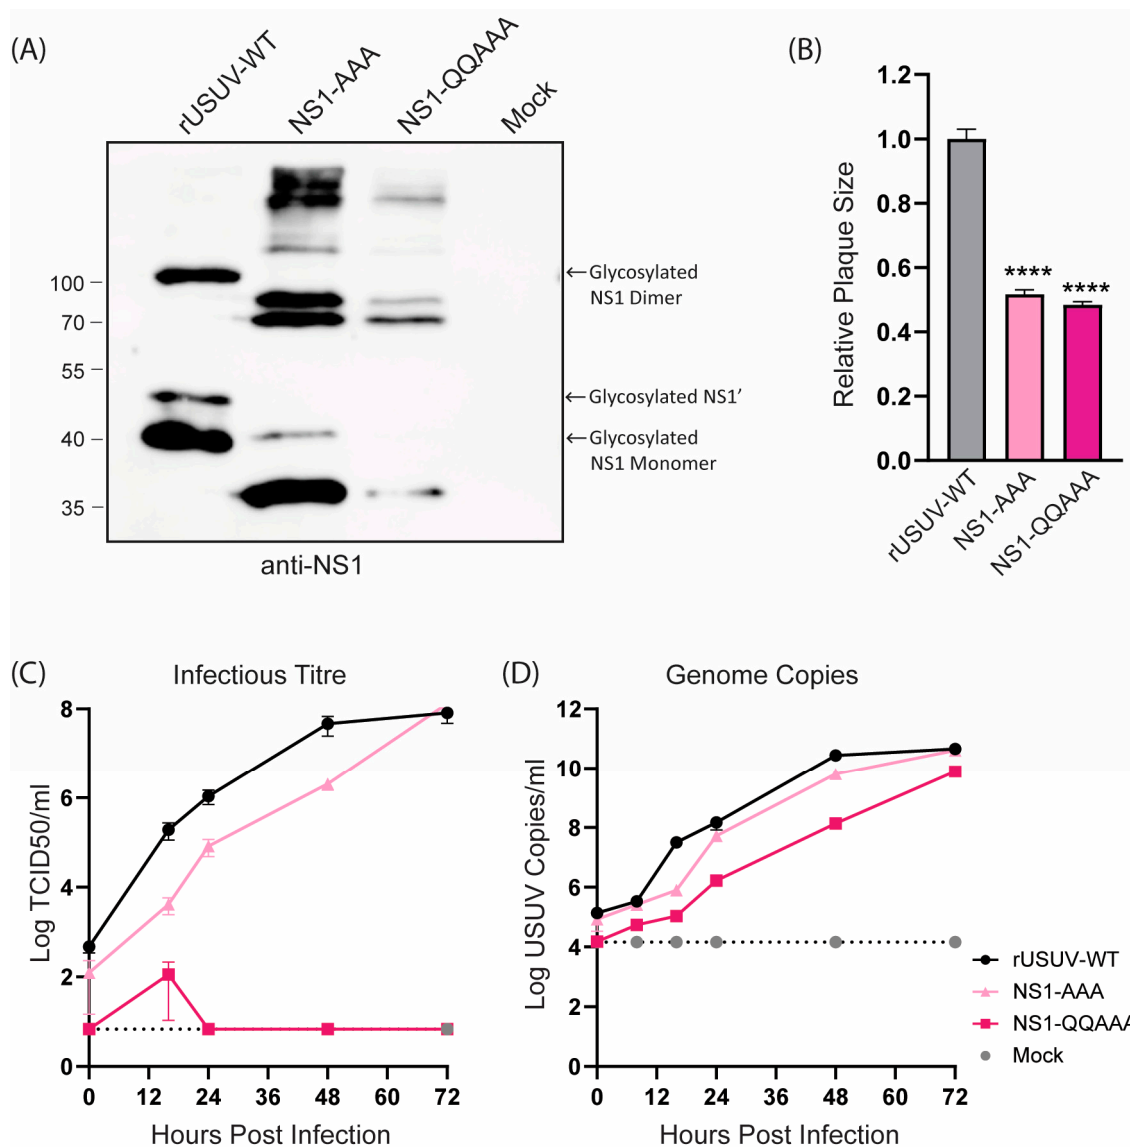 (A)
rUSUV-WT
NS1-AAA
NS1-QQAAA
Mock
100
70
55
40
35
←Glycosylated
NS1 Dimer
←Glycosylated NS1’
←Glycosylated
NS1 Monomer
anti-NS1
(B)
Relative Plaque Size
1.2
1.0
0.8
0.6
0.4
0.2
0.0
****
****
rUSUV-WT
NS1-AAA
NS1-QQAAA
(C)
Infectious Titre
Log TCID50/ml
8
6
4
2
0
0 12 24 36 48 60 72
Hours Post Infection
(D)
Genome Copies
Log USUV Copies/ml
12
10
8
6
4
2
0
0 12 24 36 48 60 72
Hours Post Infection
rUSUV-WT
NS1-AAA
NS1-QQAAA
Mock